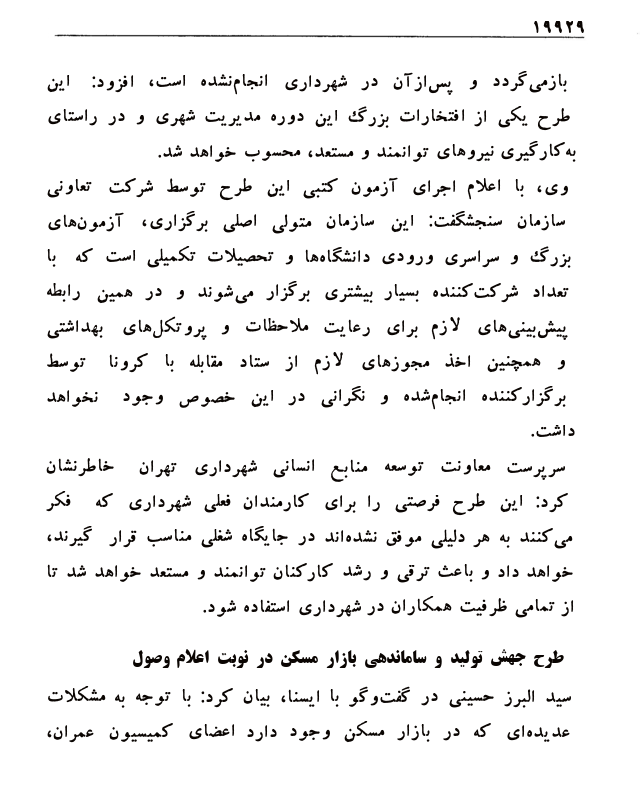 ۱۹۹۲۹
بازمی‌گردد و پس‌ازآن در شهرداری انجام‌نشده است، افزود: این
طرح یکی از افتخارات بزرگ این دوره مدیریت شهری و در راستای
به‌کارگیری نیروهای توانمند و مستعد، محسوب خواهد شد.
وی، با اعلام اجرای آزمون کتبی این طرح توسط شرکت تعاونی
سازمان سنجشگفت: این سازمان متولی اصلی برگزاری، آزمون‌های
بزرگ و سراسری ورودی دانشگاه‌ها و تحصیلات تکمیلی است که با
تعداد شرکت‌کننده بسیار بیشتری برگزار می‌شوند و در همین رابطه
پیش‌بینی‌های لازم برای رعایت ملاحظات و پروتکل‌های بهداشتی
و همچنین اخذ مجوزهای لازم از ستاد مقابله با کرونا توسط
برگزارکننده انجام‌شده و نگرانی در این خصوص وجود نخواهد
داشت.
سرپرست معاونت توسعه منابع انسانی شهرداری تهران خاطرنشان
کرد: این طرح فرصتی را برای کارمندان فعلی شهرداری که فکر
می‌کنند به هر دلیلی موفق نشده‌اند در جایگاه شغلی مناسب قرار گیرند،
خواهد داد و باعث ترقی و رشد کارکنان توانمند و مستعد خواهد شد تا
از تمامی ظرفیت همکاران در شهرداری استفاده شود.
طرح جهش تولید و ساماندهی بازار مسکن در نوبت اعلام وصول
سید البرز حسینی در گفت‌وگو با ایسنا، بیان کرد: با توجه به مشکلات
عدیده‌ای که در بازار مسکن وجود دارد اعضای کمیسیون عمران،